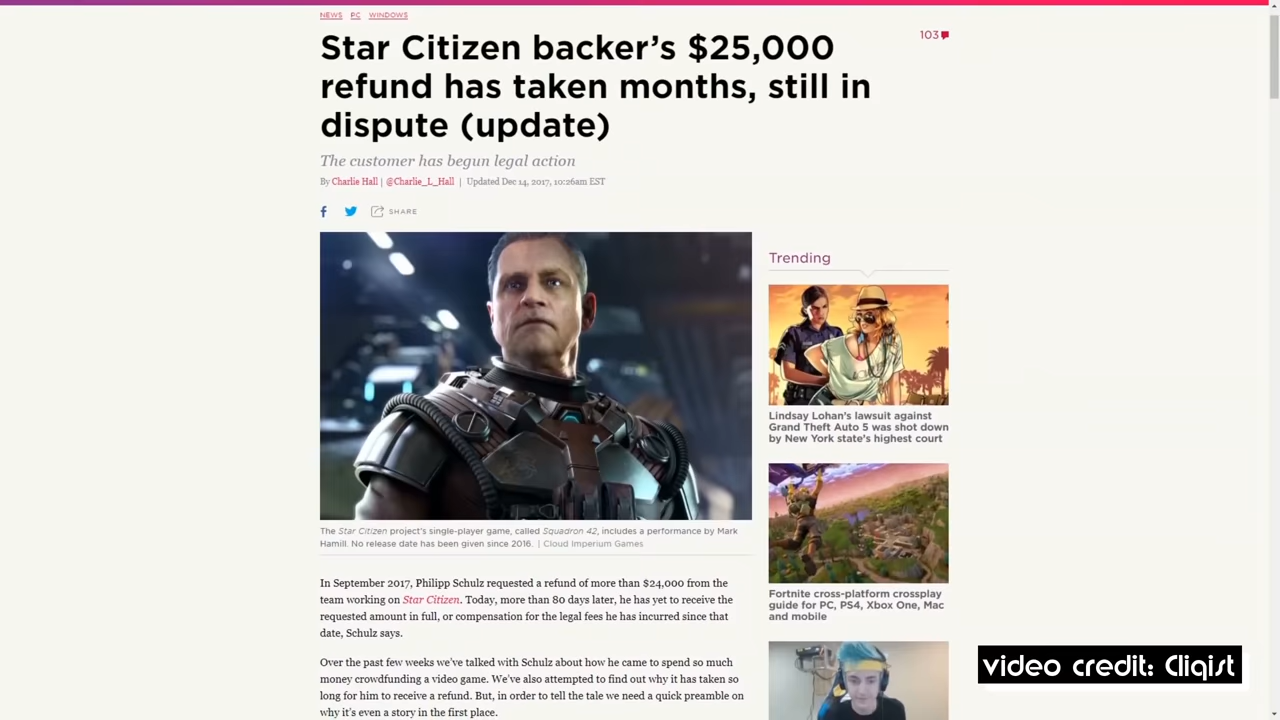 NEWS PC WINDOWS
103
Star Citizen backer's $25,000
refund has taken months, still in
dispute (update)
The customer has begun legal action
By Charlie Hall | @Charlie_L_Hall | Updated Dec 14, 2017, 10:26am EST
SHARE
The Star Citizen project's single-player game, called Squadron 42, includes a performance by Mark
Hamill. No release date has been given since 2016. | Cloud Imperium Games
In September 2017, Philipp Schulz requested a refund of more than $24,000 from the
team working on Star Citizen. Today, more than 80 days later, he has yet to receive the
requested amount in full, or compensation for the legal fees he has incurred since that
date, Schulz says.
Over the past few weeks we've talked with Schulz about how he came to spend so much
money crowdfunding a video game. We've also attempted to find out why it has taken so
long for him to receive a refund. But, in order to tell the tale we need a quick preamble on
why it's even a story in the first place.
Trending
Lindsay Lohan's lawsuit against
Grand Theft Auto 5 was shot down
by New York state's highest court
Fortnite cross-platform crossplay
guide for PC, PS4, Xbox One, Mac
and mobile
video credit: Cliqist